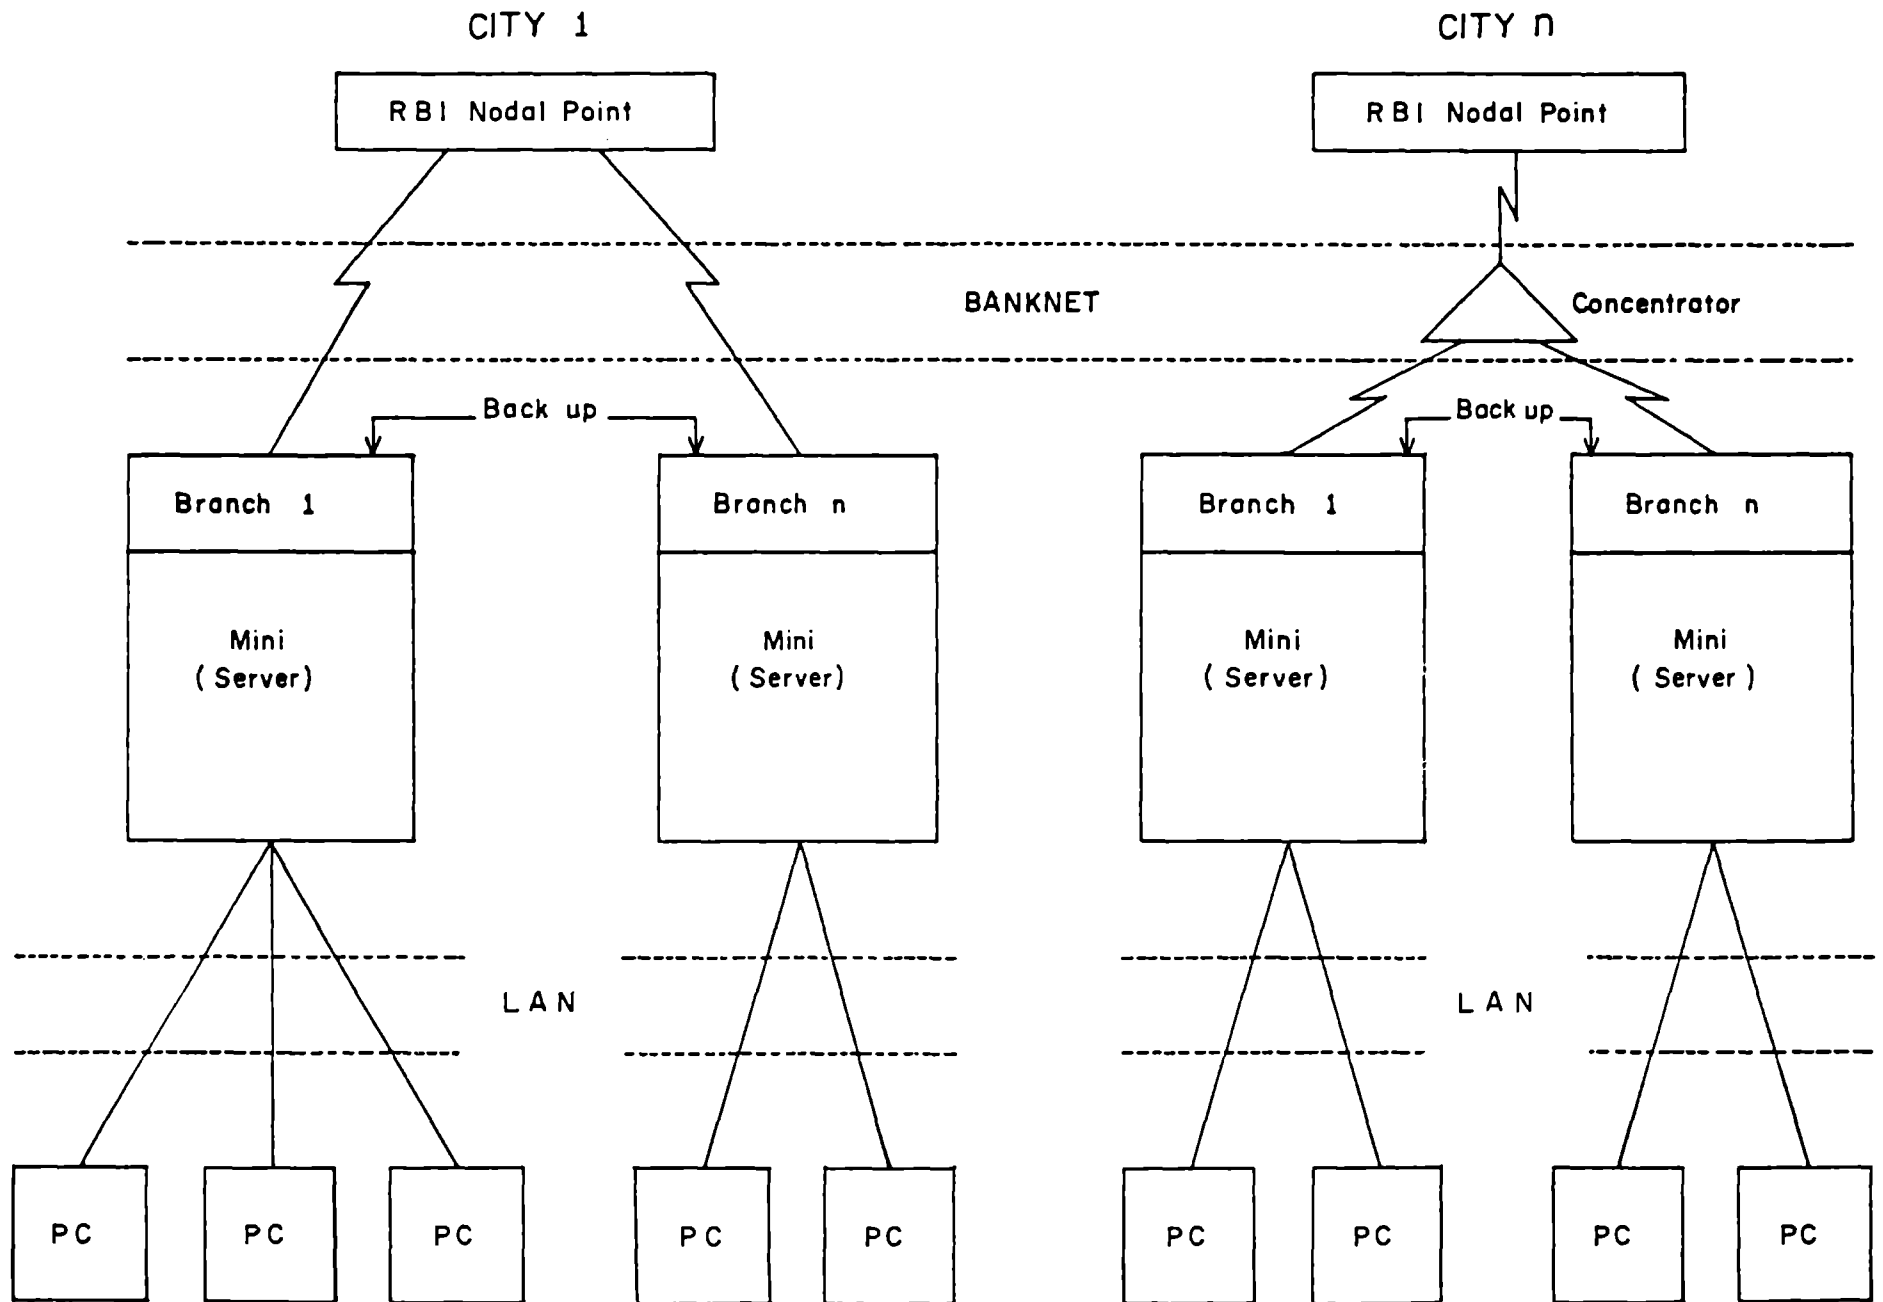 CITY 1
CITY n
RBI Nodal Point
RBI Nodal Point
BANKNET
Concentrator
Back up
Back up
Branch 1
Branch n
Branch 1
Branch n
Mini
(Server)
Mini
(Server)
Mini
(Server)
Mini
(Server)
LAN
LAN
PC
PC
PC
PC
PC
PC
PC
PC
PC